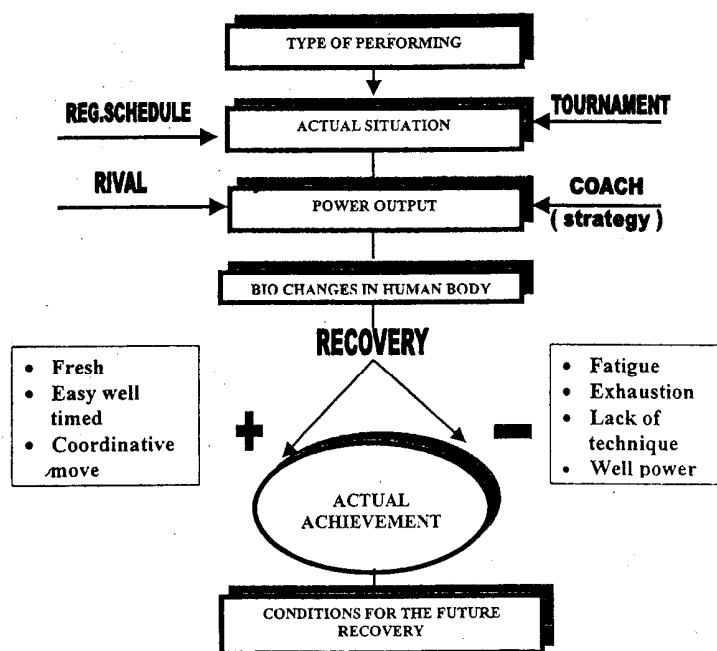 TYPE OF PERFORMING
REG.SCHEDULE
ACTUAL SITUATION
TOURNAMENT
RIVAL
POWER OUTPUT
COACH
( strategy )
BIO CHANGES IN HUMAN BODY
RECOVERY
• Fresh
• Easy well
timed
• Coordinative
move
+
−
• Fatigue
• Exhaustion
• Lack of
technique
• Well power
ACTUAL
ACHIEVEMENT
CONDITIONS FOR THE FUTURE
RECOVERY